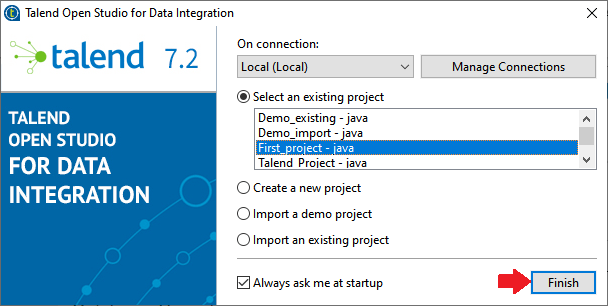 Talend Open Studio for Data Integration
talend 7.2
TALEND
OPEN STUDIO
FOR DATA
INTEGRATION
On connection:
Local (Local)
Manage Connections
Select an existing project
Demo_existing - java
Demo_import - java
First_project - java
Talend_Project - java
Create a new project
Import a demo project
Import an existing project
Always ask me at startup
Finish